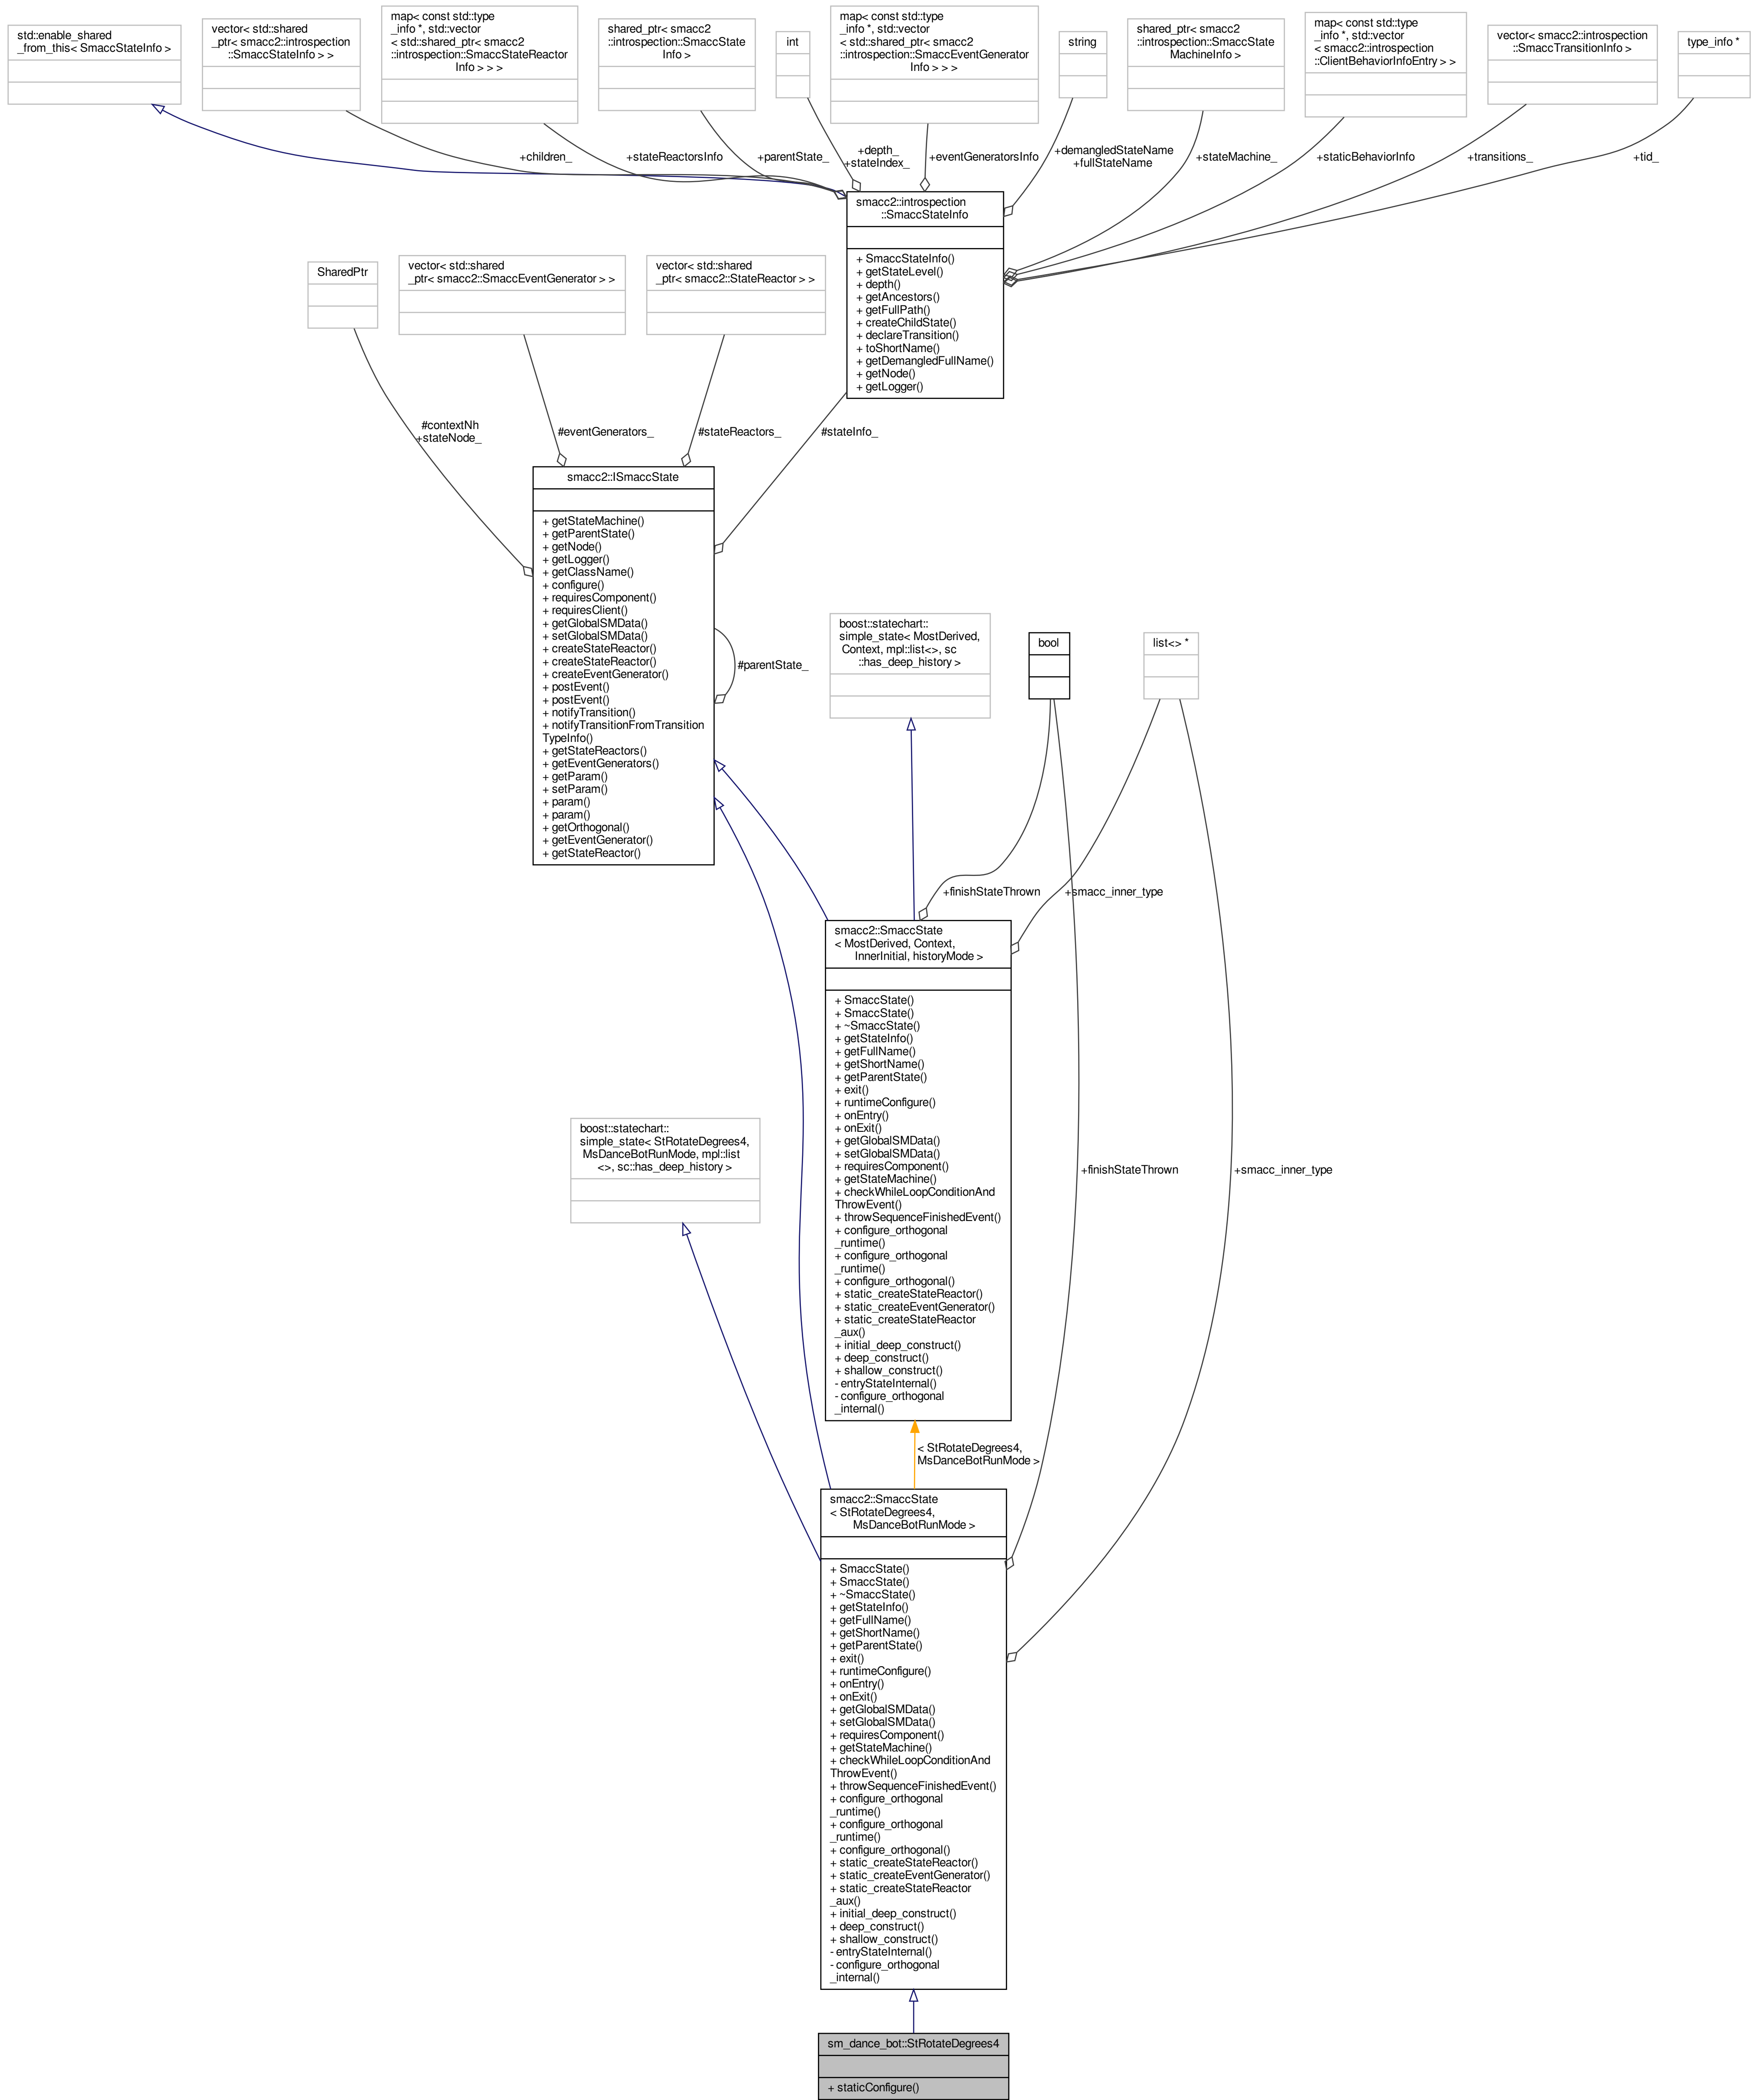 std::enable_shared
_from_this< SmaccStateInfo >
vector< std::shared
_ptr< smacc2::introspection
::SmaccStateInfo > >
map< const std::type
_info *, std::vector
< std::shared_ptr< smacc2
::introspection::SmaccStateReactor
Info > > >
shared_ptr< smacc2
::introspection::SmaccState
Info >
int
map< const std::type
_info *, std::vector
< std::shared_ptr< smacc2
::introspection::SmaccEventGenerator
Info > > >
string
shared_ptr< smacc2
::introspection::SmaccState
MachineInfo >
map< const std::type
_info *, std::vector
< smacc2::introspection
::ClientBehaviorInfoEntry > >
vector< smacc2::introspection
::SmaccTransitionInfo >
type_info *
+children_
+stateReactorsInfo
+parentState_
+depth_
+stateIndex_
+eventGeneratorsInfo
+demangledStateName
+fullStateName
+stateMachine_
+staticBehaviorInfo
+transitions_
+tid_
smacc2::introspection
::SmaccStateInfo
+ SmaccStateInfo()
+ getStateLevel()
+ depth()
+ getAncestors()
+ getFullPath()
+ createChildState()
+ declareTransition()
+ toShortName()
+ getDemangledFullName()
+ getNode()
+ getLogger()
SharedPtr
vector< std::shared
_ptr< smacc2::SmaccEventGenerator > >
vector< std::shared
_ptr< smacc2::StateReactor > >
#contextNh
+stateNode_
#eventGenerators_
#stateReactors_
#stateInfo_
smacc2::ISmaccState
+ getStateMachine()
+ getParentState()
+ getNode()
+ getLogger()
+ getClassName()
+ configure()
+ requiresComponent()
+ requiresClient()
+ getGlobalSMData()
+ setGlobalSMData()
+ createStateReactor()
+ createStateReactor()
+ createEventGenerator()
+ postEvent()
+ postEvent()
+ notifyTransition()
+ notifyTransitionFromTransition
TypeInfo()
+ getStateReactors()
+ getEventGenerators()
+ getParam()
+ setParam()
+ param()
+ param()
+ getOrthogonal()
+ getEventGenerator()
+ getStateReactor()
#parentState_
boost::statechart::
simple_state< MostDerived,
Context, mpl::list<>, sc
::has_deep_history >
bool
list<> *
+finishStateThrown
+smacc_inner_type
smacc2::SmaccState
< MostDerived, Context,
InnerInitial, historyMode >
+ SmaccState()
+ SmaccState()
+ ~SmaccState()
+ getStateInfo()
+ getFullName()
+ getShortName()
+ getParentState()
+ exit()
+ runtimeConfigure()
+ onEntry()
+ onExit()
+ getGlobalSMData()
+ setGlobalSMData()
+ requiresComponent()
+ getStateMachine()
+ checkWhileLoopConditionAnd
ThrowEvent()
+ throwSequenceFinishedEvent()
+ configure_orthogonal
_runtime()
+ configure_orthogonal
_runtime()
+ configure_orthogonal()
+ static_createStateReactor()
+ static_createEventGenerator()
+ static_createStateReactor
_aux()
+ initial_deep_construct()
+ deep_construct()
+ shallow_construct()
- entryStateInternal()
- configure_orthogonal
_internal()
boost::statechart::
simple_state< StRotateDegrees4,
MsDanceBotRunMode, mpl::list
<>, sc::has_deep_history >
+finishStateThrown
+smacc_inner_type
< StRotateDegrees4,
MsDanceBotRunMode >
smacc2::SmaccState
< StRotateDegrees4,
MsDanceBotRunMode >
+ SmaccState()
+ SmaccState()
+ ~SmaccState()
+ getStateInfo()
+ getFullName()
+ getShortName()
+ getParentState()
+ exit()
+ runtimeConfigure()
+ onEntry()
+ onExit()
+ getGlobalSMData()
+ setGlobalSMData()
+ requiresComponent()
+ getStateMachine()
+ checkWhileLoopConditionAnd
ThrowEvent()
+ throwSequenceFinishedEvent()
+ configure_orthogonal
_runtime()
+ configure_orthogonal
_runtime()
+ configure_orthogonal()
+ static_createStateReactor()
+ static_createEventGenerator()
+ static_createStateReactor
_aux()
+ initial_deep_construct()
+ deep_construct()
+ shallow_construct()
- entryStateInternal()
- configure_orthogonal
_internal()
sm_dance_bot::StRotateDegrees4
+ staticConfigure()